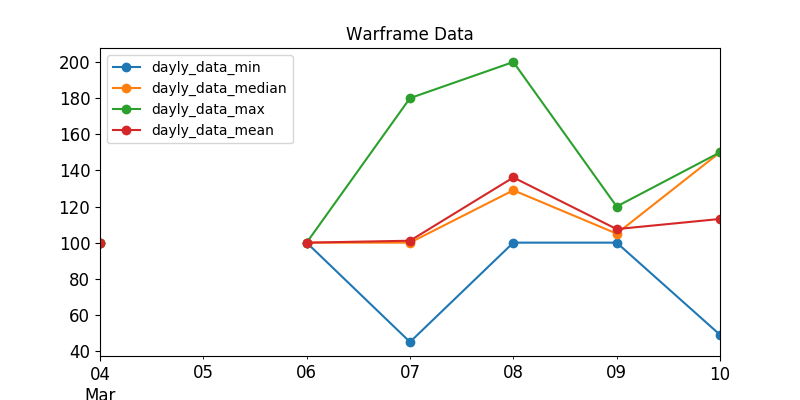 Warframe Data
dayly_data_min
dayly_data_median
dayly_data_max
dayly_data_mean
200
180
160
140
120
100
80
60
40
04 05 06 07 08 09 10
Mar